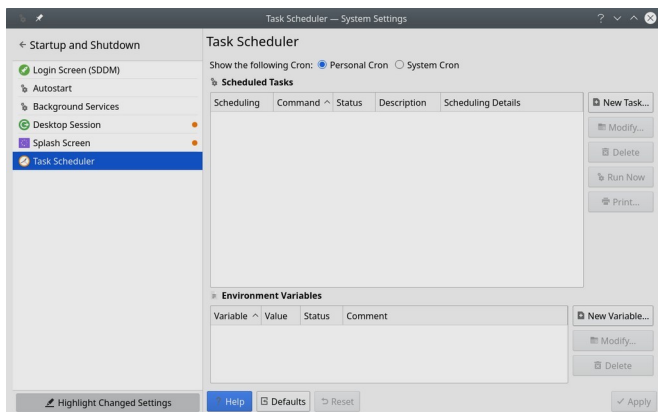 Task Scheduler — System Settings
Startup and Shutdown
Login Screen (SDDM)
Autostart
Background Services
Desktop Session
Splash Screen
Task Scheduler
Highlight Changed Settings
Task Scheduler
Show the following Cron: Personal Cron System Cron
Scheduled Tasks
Scheduling Command Status Description Scheduling Details
New Task...
Modify...
Delete
Run Now
Print...
Environment Variables
Variable Value Status Comment
New Variable...
Modify...
Delete
Help Defaults Reset Apply